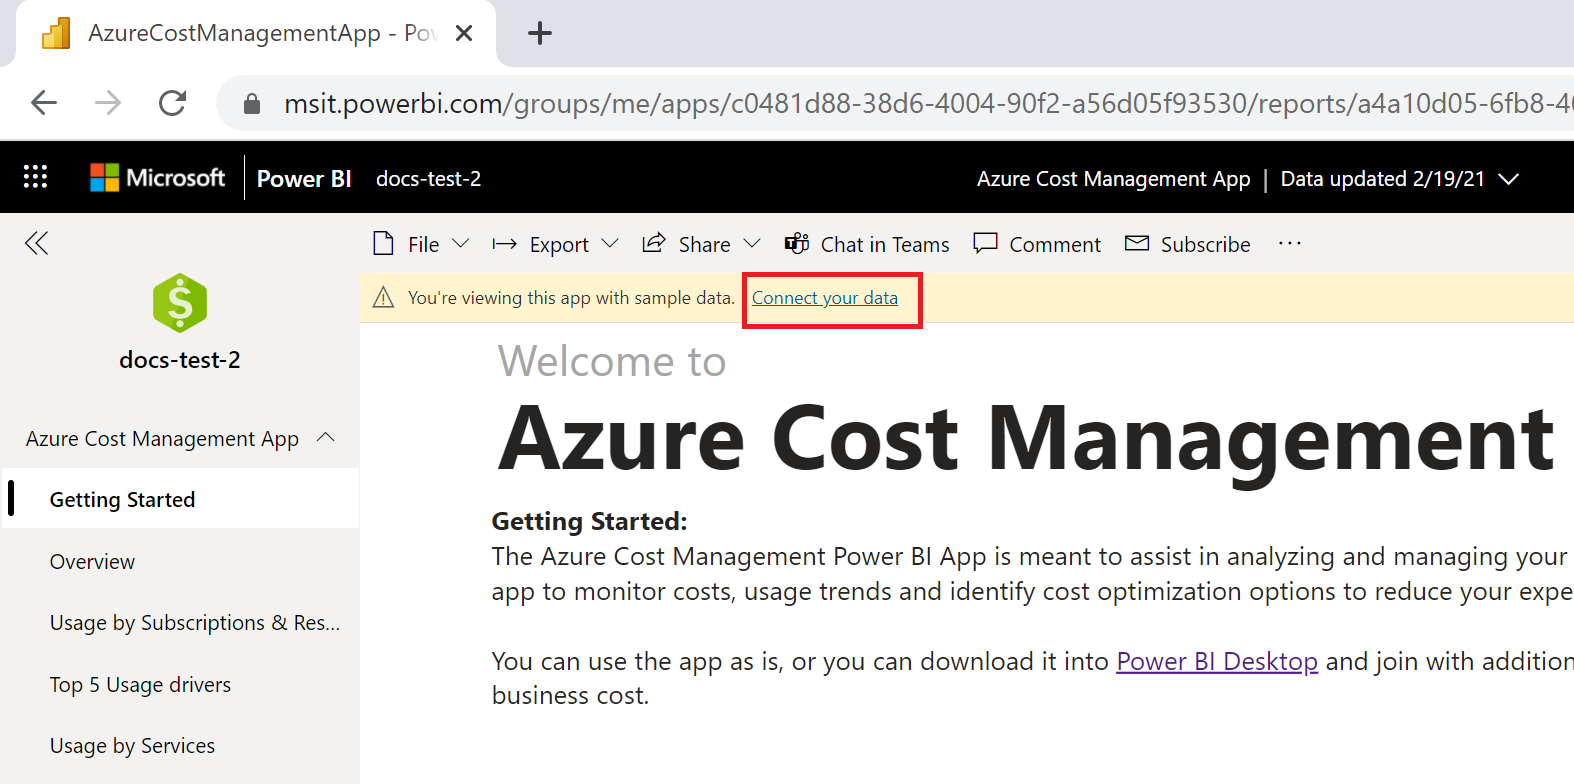 AzureCostManagementApp - Pow
msit.powerbi.com/groups/me/apps/c0481d88-38d6-4004-90f2-a56d05f93530/reports/a4a10d05-6fb8-40
Microsoft Power BI docs-test-2 Azure Cost Management App | Data updated 2/19/21
File Export Share Chat in Teams Comment Subscribe ...
You're viewing this app with sample data. Connect your data
docs-test-2
Azure Cost Management App
Getting Started
Overview
Usage by Subscriptions & Res...
Top 5 Usage drivers
Usage by Services
Welcome to
Azure Cost Management
Getting Started:
The Azure Cost Management Power BI App is meant to assist in analyzing and managing your
app to monitor costs, usage trends and identify cost optimization options to reduce your expe
You can use the app as is, or you can download it into Power BI Desktop and join with addition
business cost.